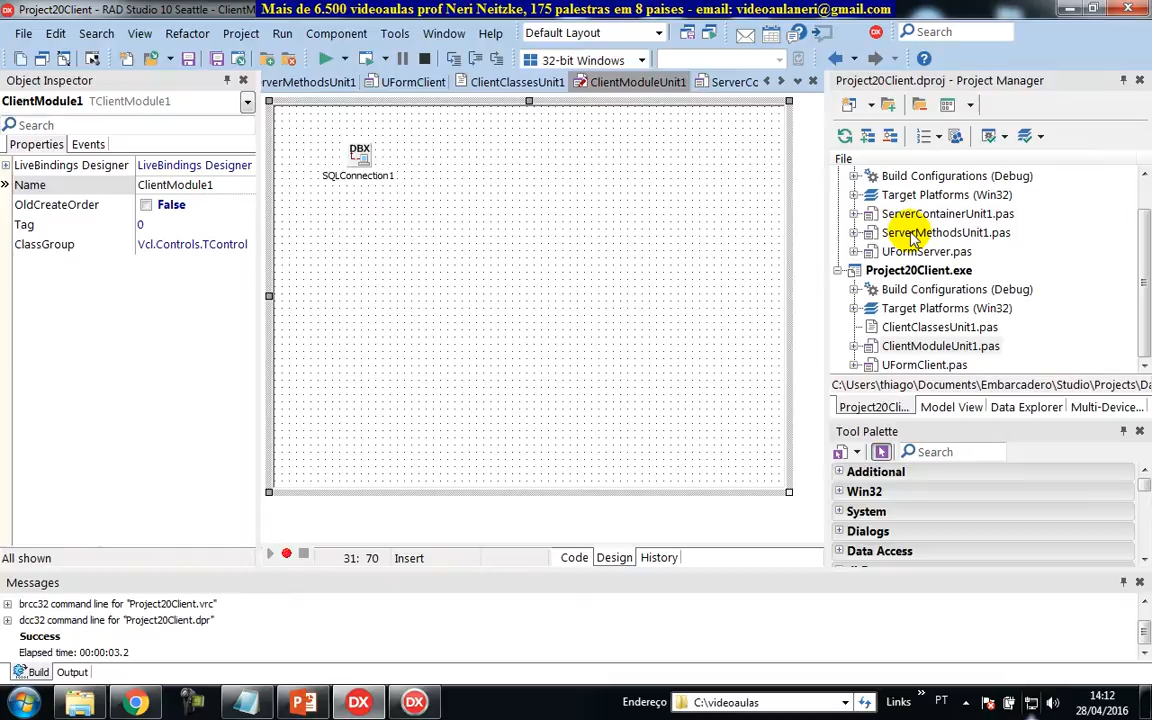 Project20Client - RAD Studio 10 Seattle - ClientM
Mais de 6.500 videoaulas prof Neri Neitzke, 175 palestras em 8 paises - email: videoaulaneri@gmail.com
File Edit Search View Refactor Project Run Component Tools Window Help
Default Layout
Search
32-bit Windows
Object Inspector
rverMethodsUnit1 UFormClient ClientClassesUnit1 ClientModuleUnit1 ServerCc
Project20Client.dproj - Project Manager
ClientModule1 TClientModule1
Search
Properties Events
LiveBindings Designer LiveBindings Designer
Name ClientModule1
OldCreateOrder False
Tag 0
ClassGroup Vcl.Controls.TControl
DBX
SQLConnection1
File
Build Configurations (Debug)
Target Platforms (Win32)
ServerContainerUnit1.pas
ServerMethodsUnit1.pas
UFormServer.pas
Project20Client.exe
Build Configurations (Debug)
Target Platforms (Win32)
ClientClassesUnit1.pas
ClientModuleUnit1.pas
UFormClient.pas
C:\Users\thiago\Documents\Embarcadero\Studio\Projects\Da
Project20Cli... Model View Data Explorer Multi-Device...
Tool Palette
Search
Additional
Win32
System
Dialogs
Data Access
All shown
31: 70 Insert
Code Design History
Messages
brcc32 command line for "Project20Client.vrc"
dcc32 command line for "Project20Client.dpr"
Success
Elapsed time: 00:00:03.2
Build Output
Endereço C:\videoaulas Links » PT
14:12
28/04/2016